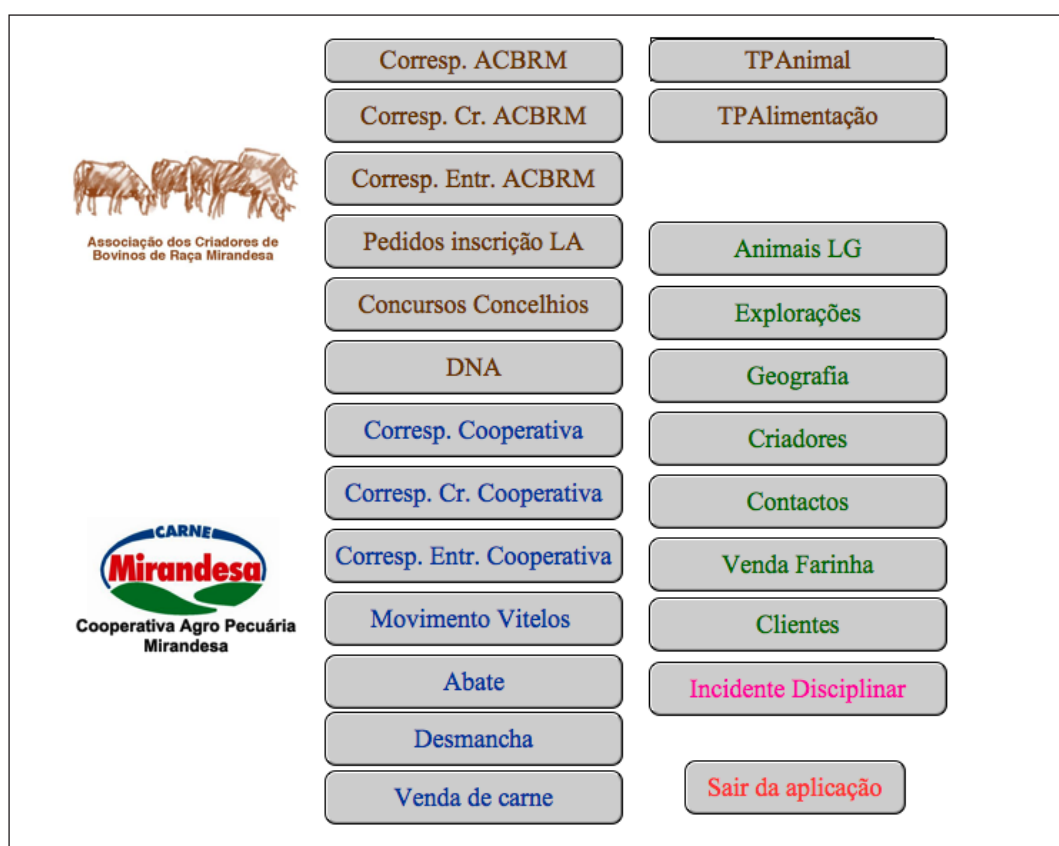 Corresp. ACBRM
Corresp. Cr. ACBRM
Corresp. Entr. ACBRM
Pedidos inscrição LA
Concursos Concelhios
DNA
Corresp. Cooperativa
Corresp. Cr. Cooperativa
Corresp. Entr. Cooperativa
Movimento Vitelos
Abate
Desmancha
Venda de carne
TPAnimal
TPAlimentação
Animais LG
Explorações
Geografia
Criadores
Contactos
Venda Farinha
Clientes
Incidente Disciplinar
Sair da aplicação
Associação dos Criadores de
Bovinos de Raça Mirandesa
CARNE
Mirandesa
Cooperativa Agro Pecuária
Mirandesa